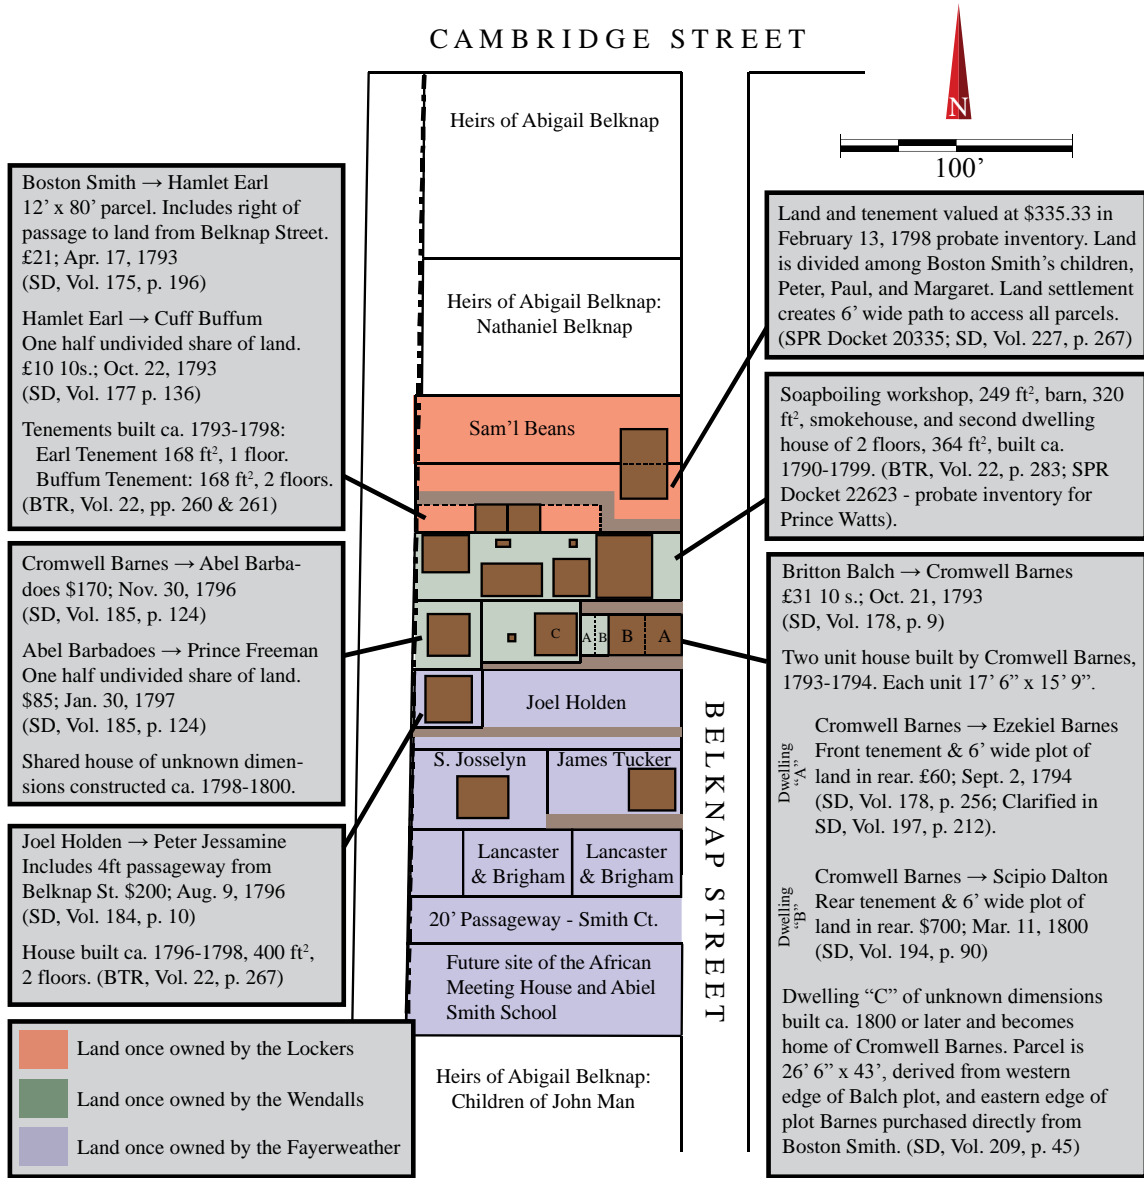 CAMBRIDGE STREET
N
100’
Heirs of Abigail Belknap
Heirs of Abigail Belknap:
Nathaniel Belknap
Sam’l Beans
C
A
B
B
A
Joel Holden
S. Josselyn
James Tucker
Lancaster
& Brigham
Lancaster
& Brigham
20’ Passageway - Smith Ct.
Future site of the African
Meeting House and Abiel
Smith School
Heirs of Abigail Belknap:
Children of John Man
BELKNAP STREET
Boston Smith → Hamlet Earl
12’ x 80’ parcel. Includes right of
passage to land from Belknap Street.
£21; Apr. 17, 1793
(SD, Vol. 175, p. 196)
Hamlet Earl → Cuff Buffum
One half undivided share of land.
£10 10s.; Oct. 22, 1793
(SD, Vol. 177 p. 136)
Tenements built ca. 1793-1798:
Earl Tenement 168 ft², 1 floor.
Buffum Tenement: 168 ft², 2 floors.
(BTR, Vol. 22, pp. 260 & 261)
Cromwell Barnes → Abel Barba-
does $170; Nov. 30, 1796
(SD, Vol. 185, p. 124)
Abel Barbadoes → Prince Freeman
One half undivided share of land.
$85; Jan. 30, 1797
(SD, Vol. 185, p. 124)
Shared house of unknown dimen-
sions constructed ca. 1798-1800.
Joel Holden → Peter Jessamine
Includes 4ft passageway from
Belknap St. $200; Aug. 9, 1796
(SD, Vol. 184, p. 10)
House built ca. 1796-1798, 400 ft²,
2 floors. (BTR, Vol. 22, p. 267)
Land once owned by the Lockers
Land once owned by the Wendalls
Land once owned by the Fayerweather
Land and tenement valued at $335.33 in
February 13, 1798 probate inventory. Land
is divided among Boston Smith’s children,
Peter, Paul, and Margaret. Land settlement
creates 6’ wide path to access all parcels.
(SPR Docket 20335; SD, Vol. 227, p. 267)
Soapboiling workshop, 249 ft², barn, 320
ft², smokehouse, and second dwelling
house of 2 floors, 364 ft², built ca.
1790-1799. (BTR, Vol. 22, p. 283; SPR
Docket 22623 - probate inventory for
Prince Watts).
Britton Balch → Cromwell Barnes
£31 10 s.; Oct. 21, 1793
(SD, Vol. 178, p. 9)
Two unit house built by Cromwell Barnes,
1793-1794. Each unit 17’ 6” x 15’ 9”.
Dwelling
“A”
Cromwell Barnes → Ezekiel Barnes
Front tenement & 6’ wide plot of
land in rear. £60; Sept. 2, 1794
(SD, Vol. 178, p. 256; Clarified in
SD, Vol. 197, p. 212).
Dwelling
“B”
Cromwell Barnes → Scipio Dalton
Rear tenement & 6’ wide plot of
land in rear. $700; Mar. 11, 1800
(SD, Vol. 194, p. 90)
Dwelling “C” of unknown dimensions
built ca. 1800 or later and becomes
home of Cromwell Barnes. Parcel is
26’ 6” x 43’, derived from western
edge of Balch plot, and eastern edge of
plot Barnes purchased directly from
Boston Smith. (SD, Vol. 209, p. 45)